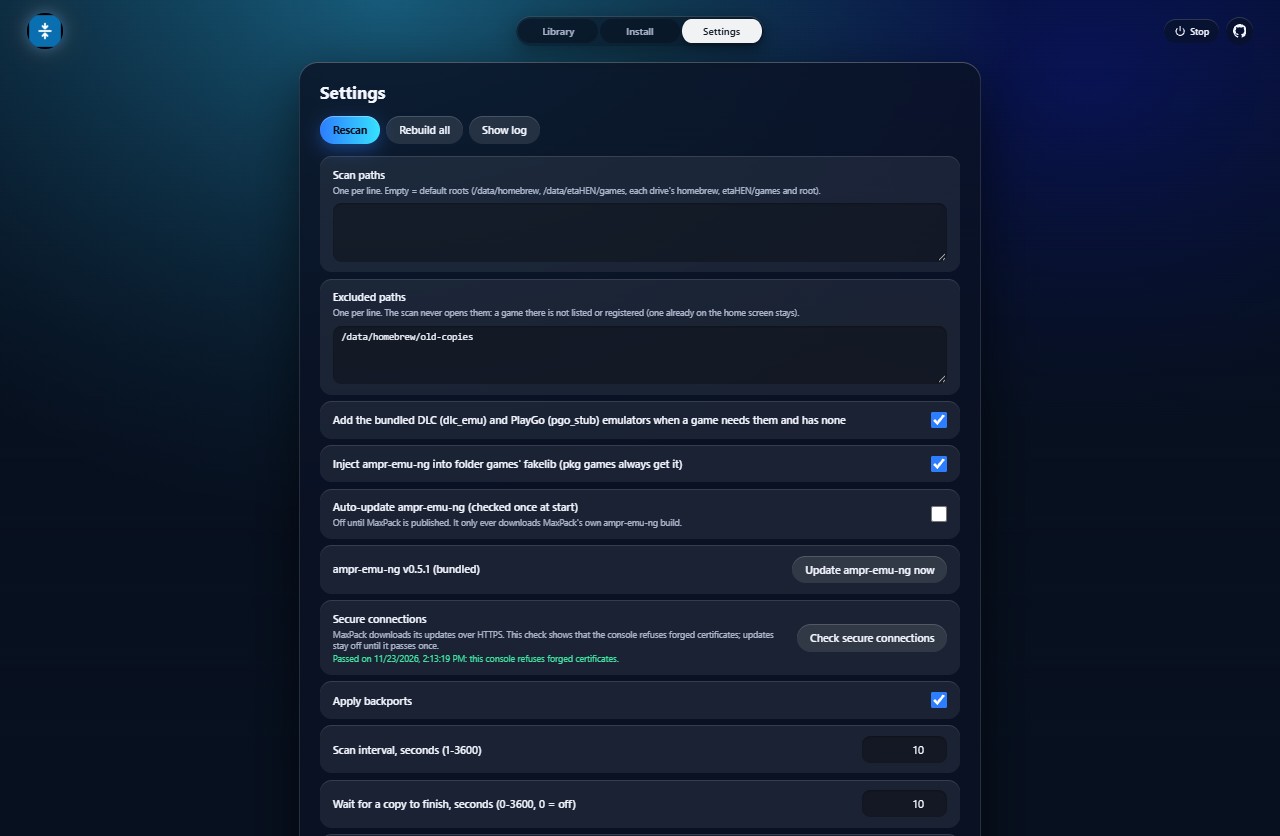 Library
Install
Settings
Stop
Settings
Rescan
Rebuild all
Show log
Scan paths
One per line. Empty = default roots (/data/homebrew, /data/etaHEN/games, each drive's homebrew, etaHEN/games and root).
Excluded paths
One per line. The scan never opens them: a game there is not listed or registered (one already on the home screen stays).
/data/homebrew/old-copies
Add the bundled DLC (dlc_emu) and PlayGo (pgo_stub) emulators when a game needs them and has none
Inject ampr-emu-ng into folder games' fakelib (pkg games always get it)
Auto-update ampr-emu-ng (checked once at start)
Off until MaxPack is published. It only ever downloads MaxPack's own ampr-emu-ng build.
ampr-emu-ng v0.5.1 (bundled)
Update ampr-emu-ng now
Secure connections
MaxPack downloads its updates over HTTPS. This check shows that the console refuses forged certificates; updates
stay off until it passes once.
Passed on 11/23/2026, 2:13:19 PM: this console refuses forged certificates.
Check secure connections
Apply backports
Scan interval, seconds (1-3600)
10
Wait for a copy to finish, seconds (0-3600, 0 = off)
10